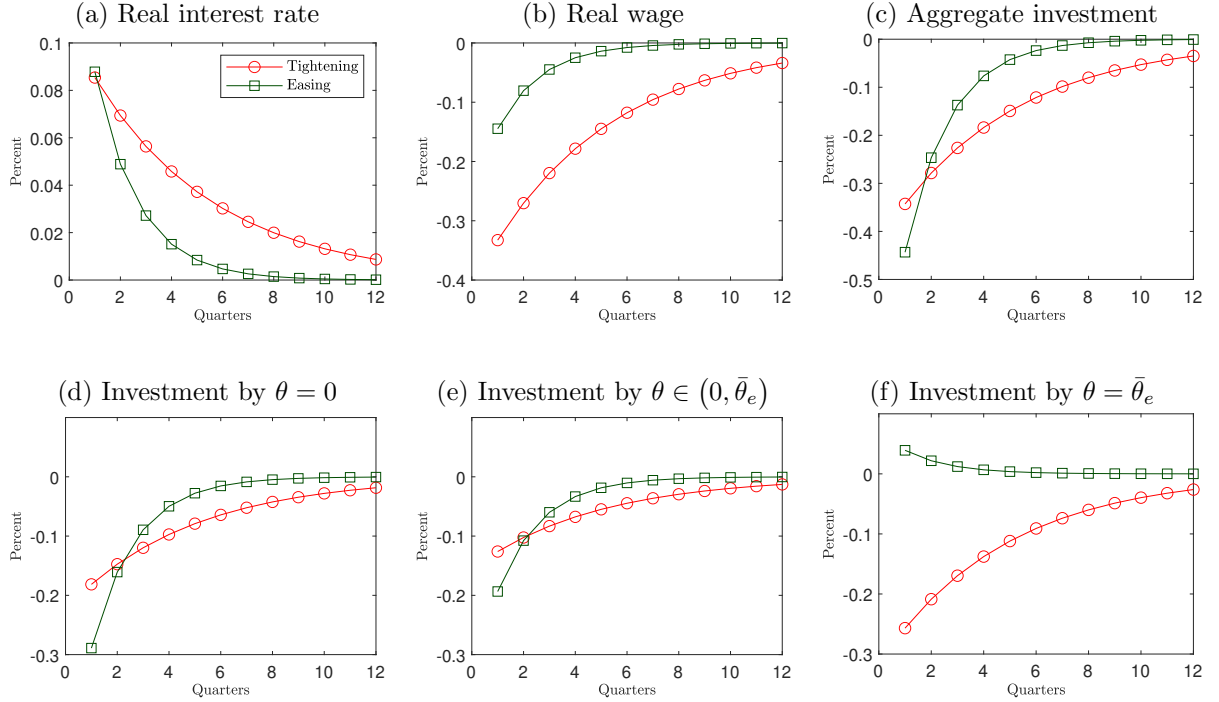 (a) Real interest rate
0.1
0.08
0.06
0.04
0.02
0
Percent
Tightening
Easing
0 2 4 6 8 10 12
Quarters
(b) Real wage
0
-0.1
-0.2
-0.3
-0.4
Percent
0 2 4 6 8 10 12
Quarters
(c) Aggregate investment
0
-0.1
-0.2
-0.3
-0.4
-0.5
Percent
0 2 4 6 8 10 12
Quarters
(d) Investment by θ = 0
0
-0.1
-0.2
-0.3
Percent
0 2 4 6 8 10 12
Quarters
(e) Investment by θ ∈ (0, θ̄ₑ)
0
-0.1
-0.2
-0.3
Percent
0 2 4 6 8 10 12
Quarters
(f) Investment by θ = θ̄ₑ
0
-0.1
-0.2
-0.3
Percent
0 2 4 6 8 10 12
Quarters